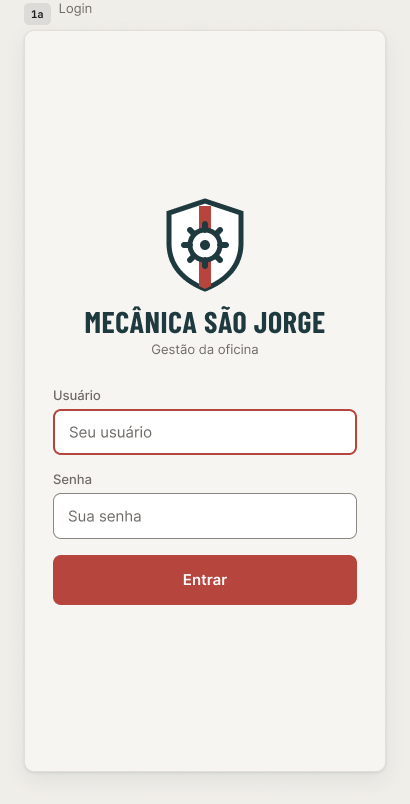 1a Login
MECÂNICA SÃO JORGE
Gestão da oficina
Usuário
Seu usuário
Senha
Sua senha
Entrar